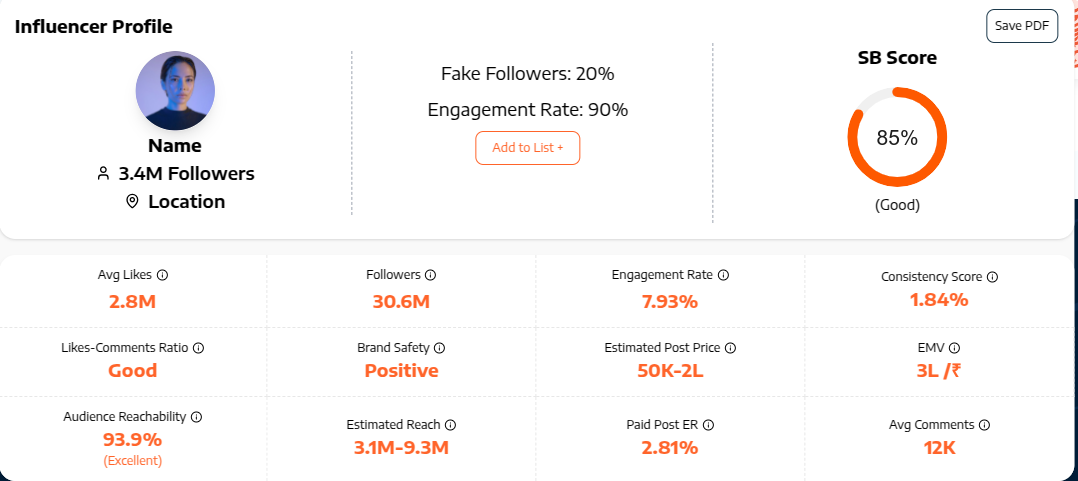 Influencer Profile
Save PDF
Name
3.4M Followers
Location
Fake Followers: 20%
Engagement Rate: 90%
Add to List +
SB Score
85%
(Good)
Avg Likes
2.8M
Followers
30.6M
Engagement Rate
7.93%
Consistency Score
1.84%
Likes-Comments Ratio
Good
Brand Safety
Positive
Estimated Post Price
50K-2L
EMV
3L /₹
Audience Reachability
93.9%
(Excellent)
Estimated Reach
3.1M-9.3M
Paid Post ER
2.81%
Avg Comments
12K